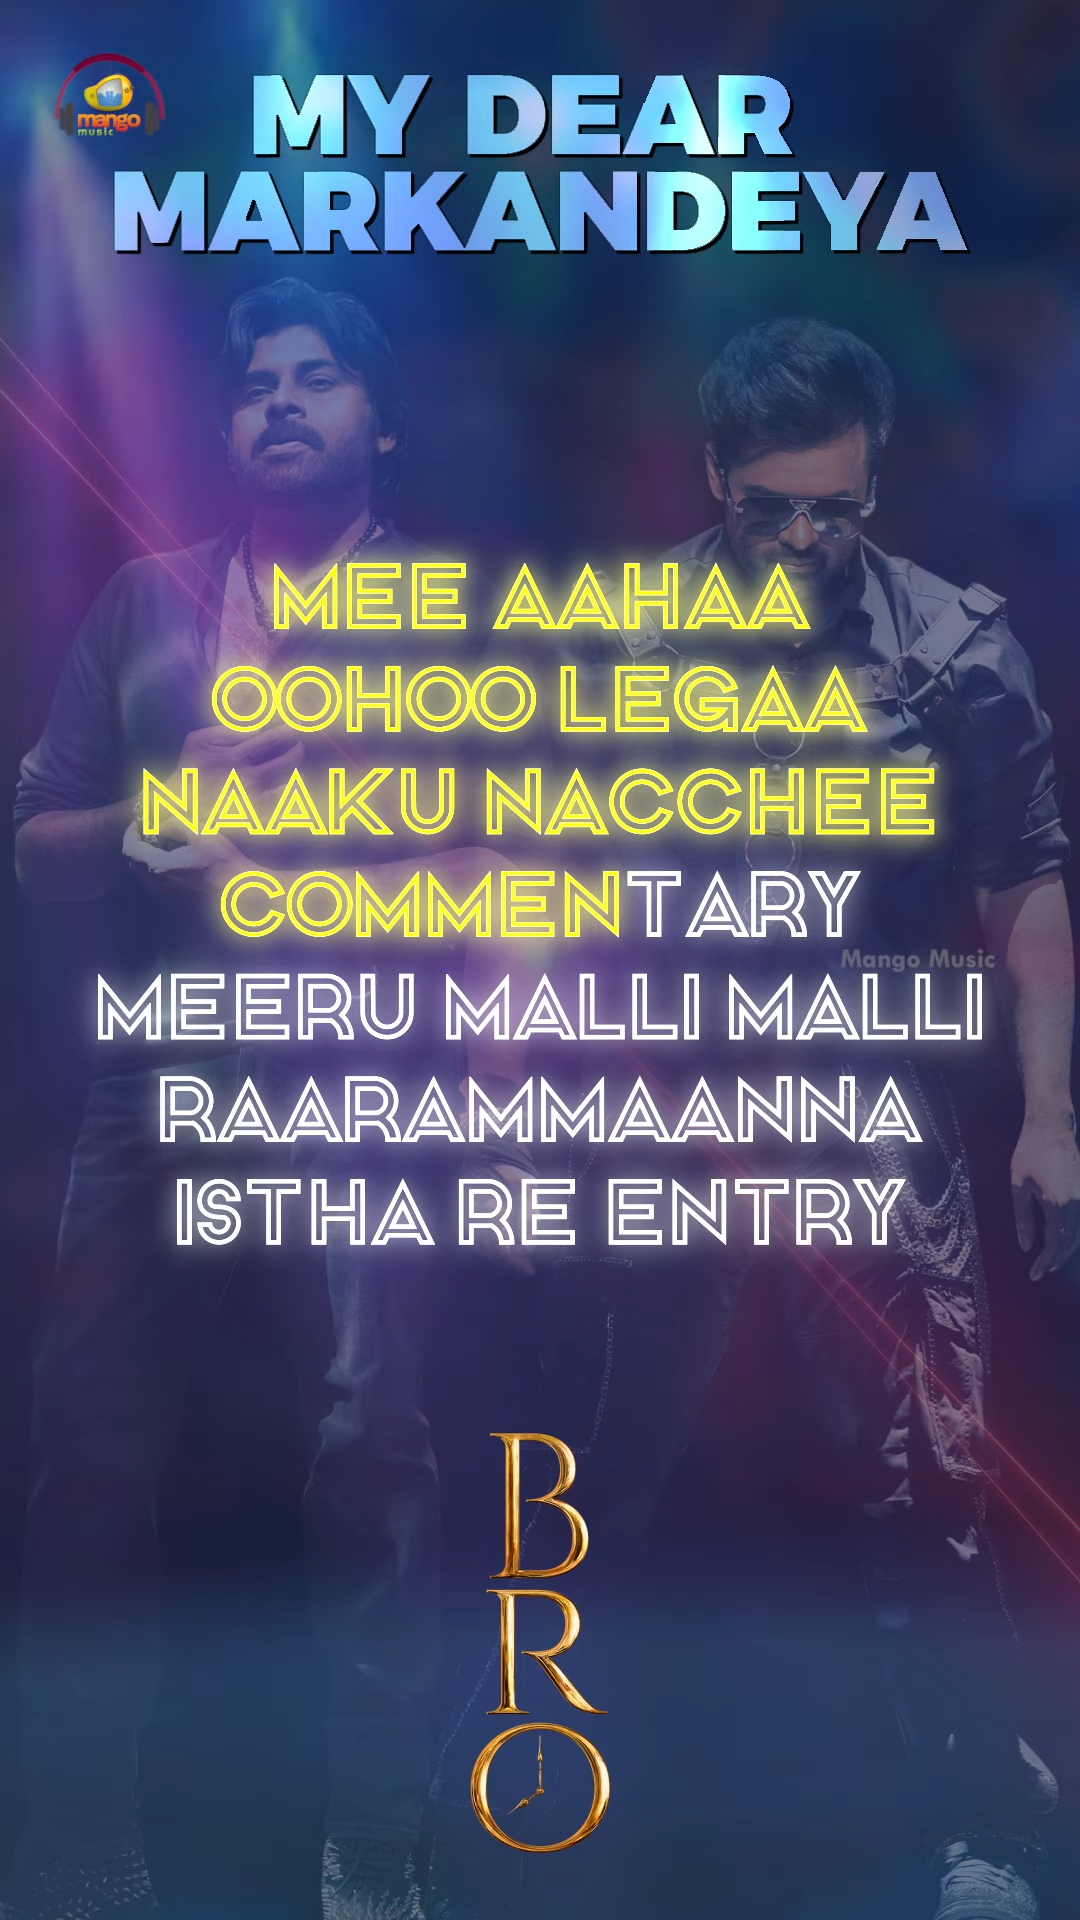 mango
music
MY DEAR
MARKANDEYA
MEE AAHAA
OOHOO LEGAA
NAAKU NACCHEE
COMMENTARY
Mango Music
MEERU MALLI MALLI
RAARAMMAANNA
ISTHA RE ENTRY
B
R
O